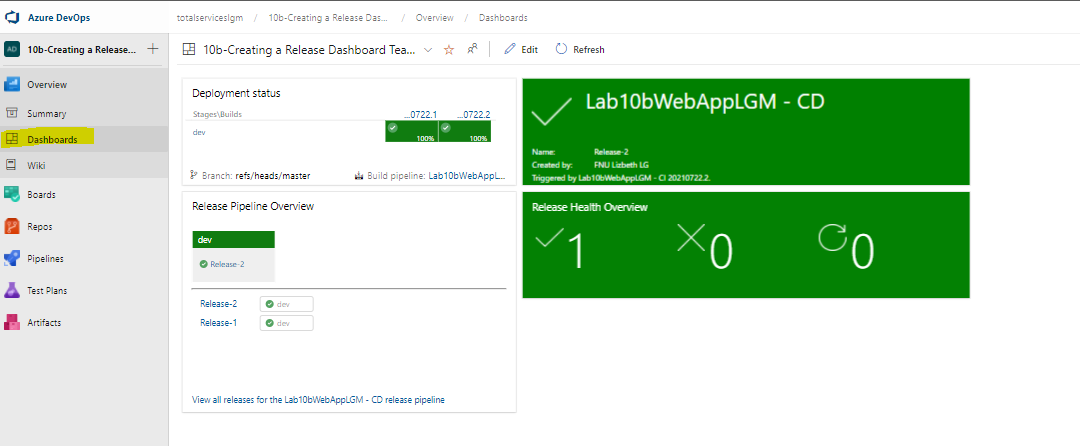 Azure DevOps
totalserviceslgm / 10b-Creating a Release Das... / Overview / Dashboards
AD 10b-Creating a Release... +
10b-Creating a Release Dashboard Tea... Edit Refresh
Overview
Summary
Dashboards
Wiki
Boards
Repos
Pipelines
Test Plans
Artifacts
Deployment status
Stages\Builds ...0722.1 ...0722.2
dev 100% 100%
Branch: refs/heads/master Build pipeline: Lab10bWebAppL...
Lab10bWebAppLGM - CD
Name: Release-2
Created by: FNU Lizbeth LG
Triggered by Lab10bWebAppLGM - CI 20210722.2.
Release Pipeline Overview
dev
Release-2
Release-2 dev
Release-1 dev
View all releases for the Lab10bWebAppLGM - CD release pipeline
Release Health Overview
1 0 0